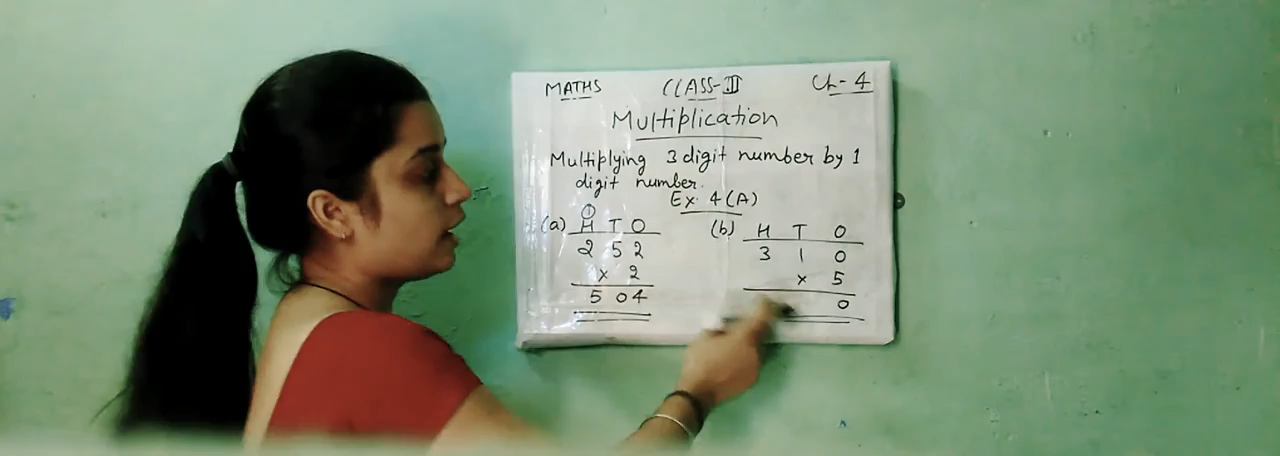 MATHS CLASS-III Ch-4
Multiplication
Multiplying 3 digit number by 1
digit number.
Ex. 4(A)
(a) H T O (b) H T O
1
2 5 2 3 1 0
x 2 x 5
5 0 4 0